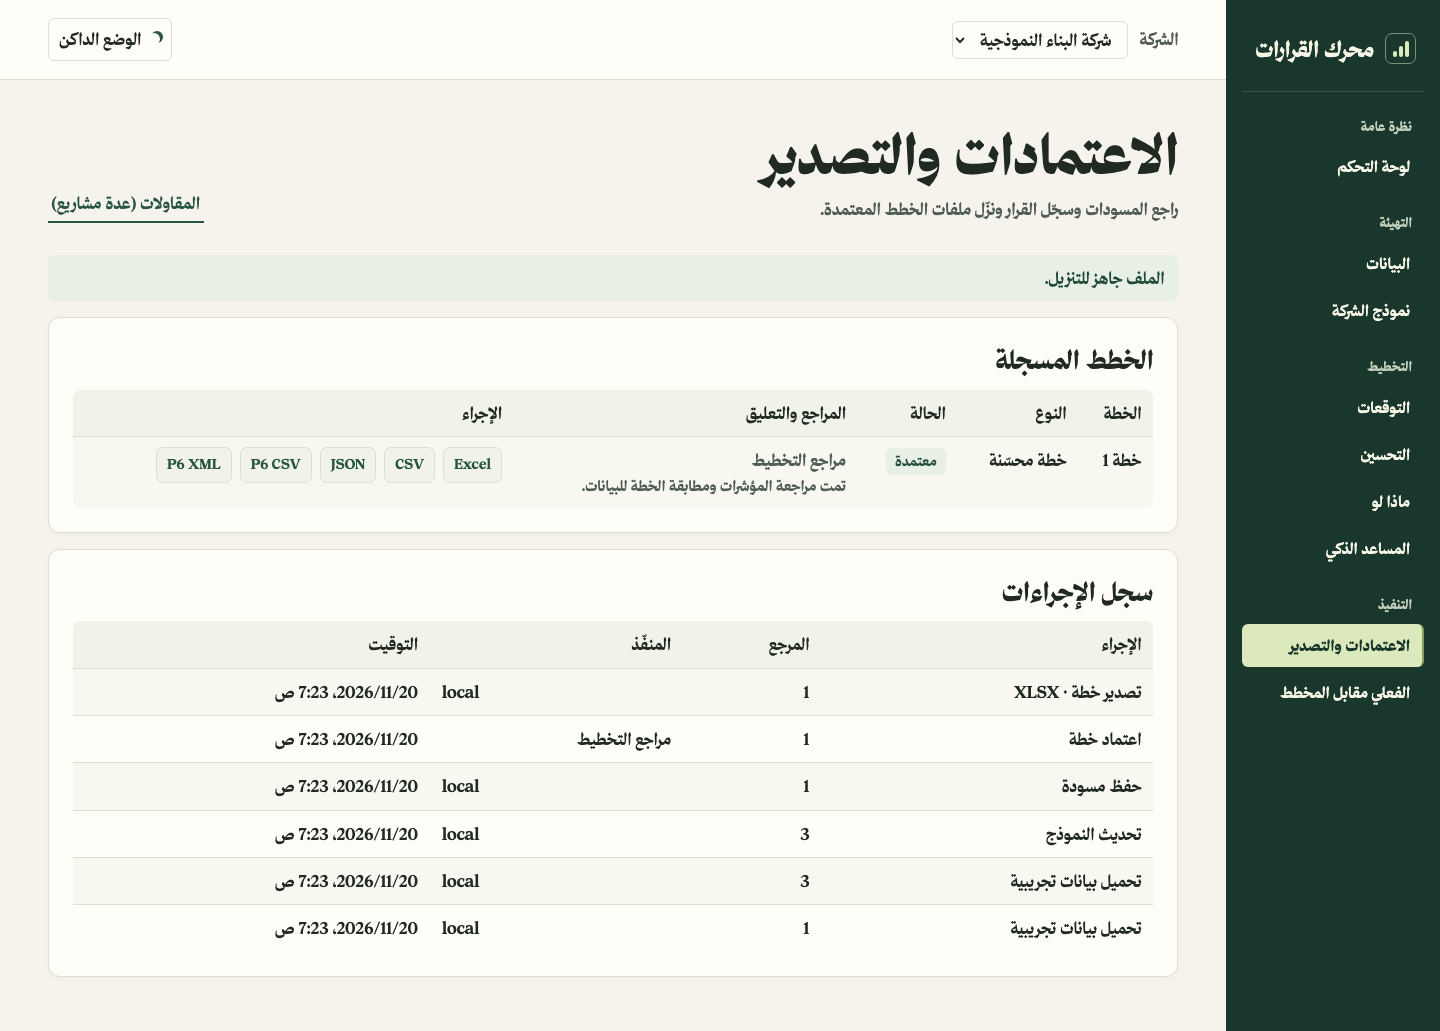 محرك القرارات
نظرة عامة
لوحة التحكم
التهيئة
البيانات
نموذج الشركة
التخطيط
التوقعات
التحسين
ماذا لو
المساعد الذكي
التنفيذ
الاعتمادات والتصدير
الفعلي مقابل المخطط
الشركة شركة البناء النموذجية الوضع الداكن
الاعتمادات والتصدير
راجع المسودات وسجّل القرار ونزّل ملفات الخطط المعتمدة.
المقاولات (عدة مشاريع)
الملف جاهز للتنزيل.
الخطط المسجلة
الخطة النوع الحالة المراجع والتعليق الإجراء
خطة 1 خطة محسّنة معتمدة مراجع التخطيط Excel CSV JSON P6 CSV P6 XML
تمت مراجعة المؤشرات ومطابقة الخطة للبيانات.
سجل الإجراءات
الإجراء المرجع المنفّذ التوقيت
تصدير خطة · XLSX 1 local 2026/11/20، 7:23 ص
اعتماد خطة 1 مراجع التخطيط 2026/11/20، 7:23 ص
حفظ مسودة 1 local 2026/11/20، 7:23 ص
تحديث النموذج 3 local 2026/11/20، 7:23 ص
تحميل بيانات تجريبية 3 local 2026/11/20، 7:23 ص
تحميل بيانات تجريبية 1 local 2026/11/20، 7:23 ص